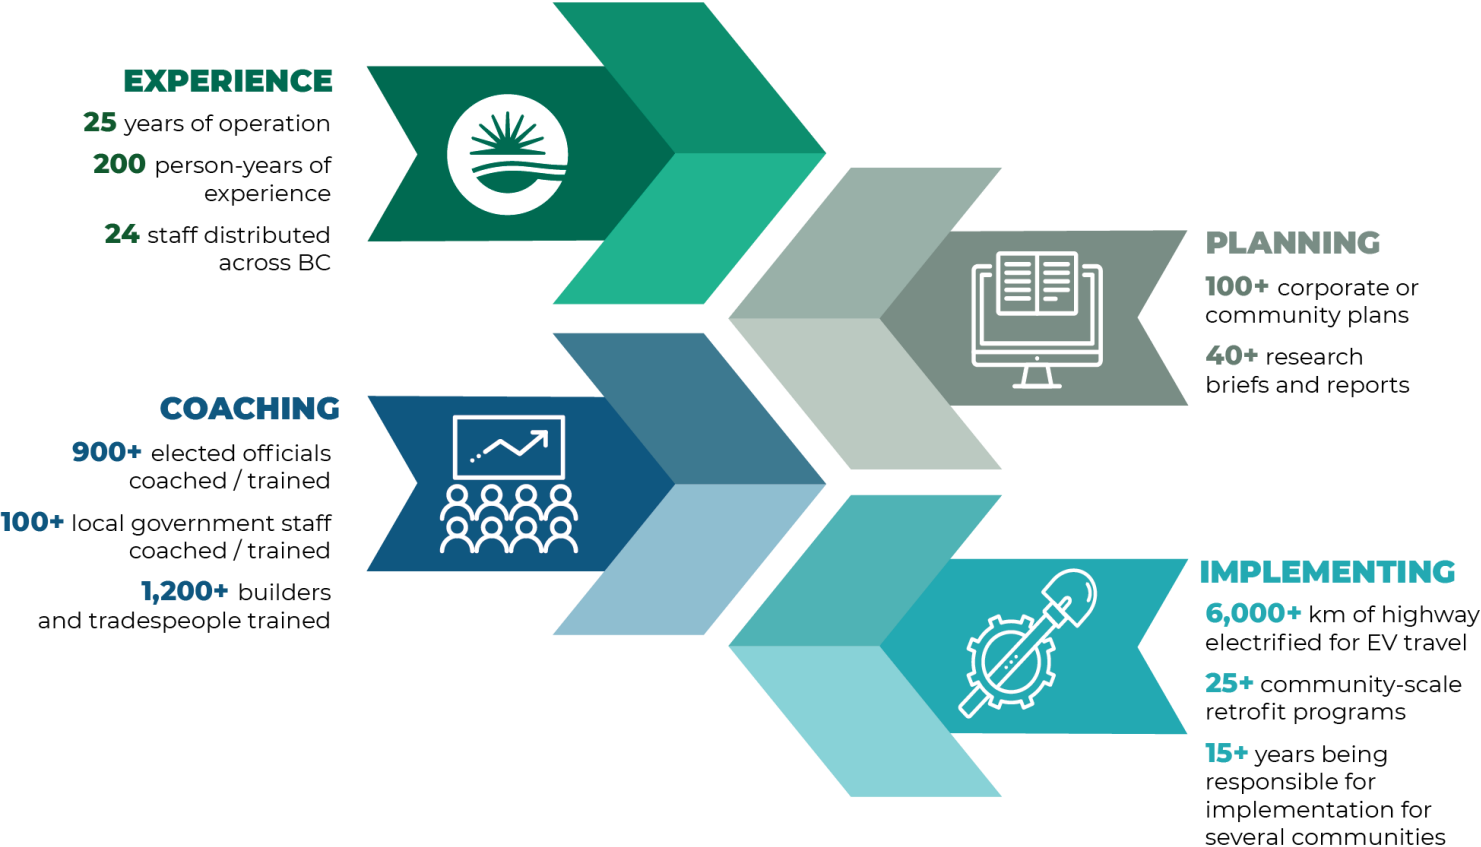 EXPERIENCE
25 years of operation
200 person-years of
experience
24 staff distributed
across BC
PLANNING
100+ corporate or
community plans
40+ research
briefs and reports
COACHING
900+ elected officials
coached / trained
100+ local government staff
coached / trained
1,200+ builders
and tradespeople trained
IMPLEMENTING
6,000+ km of highway
electrified for EV travel
25+ community-scale
retrofit programs
15+ years being
responsible for
implementation for
several communities